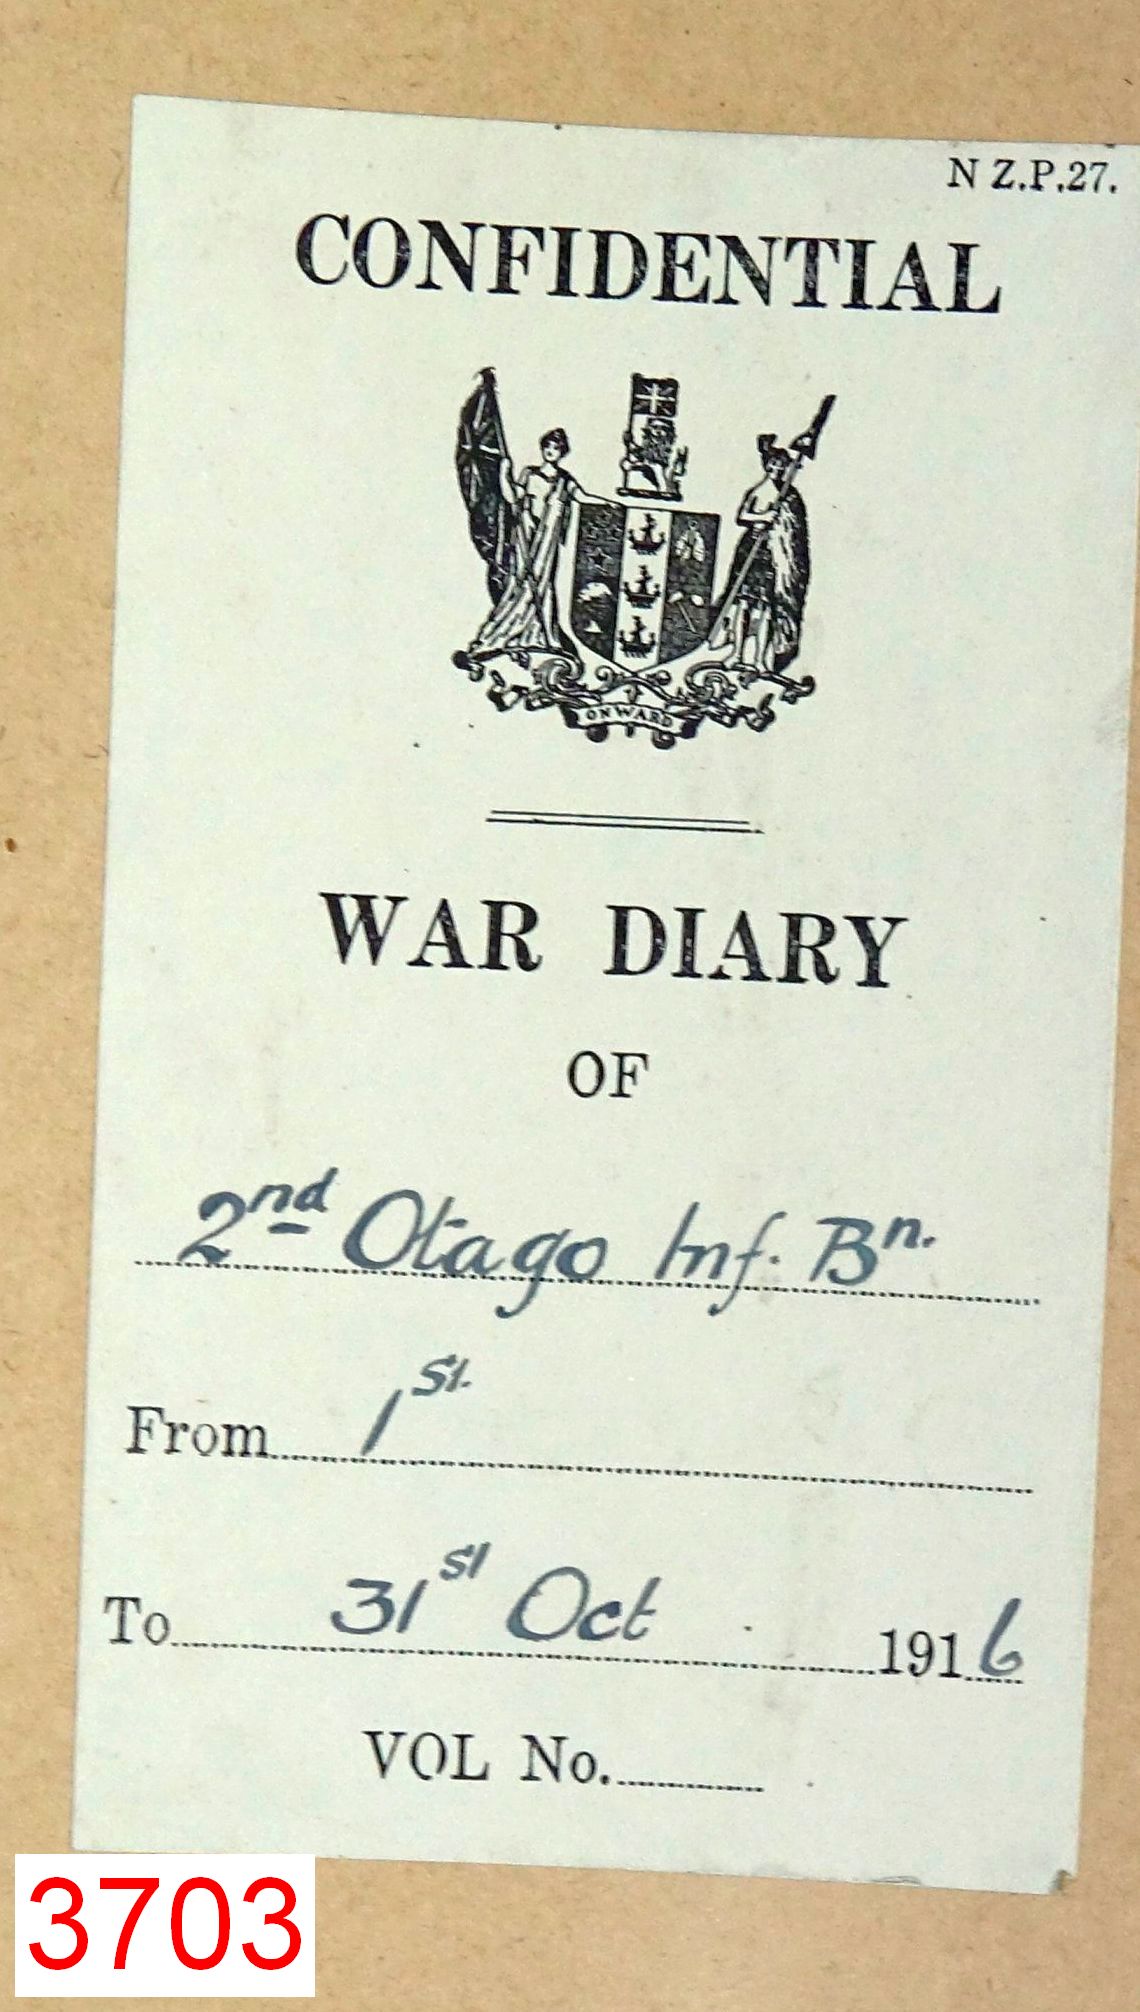 N Z.P.27.
CONFIDENTIAL
ONWARD
WAR DIARY
OF
2nd Otago Inf. Bn.
From 1st.
To 31st Oct 1916
VOL No.
3703